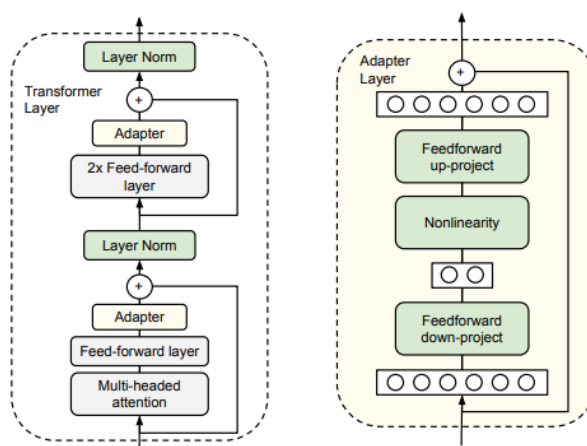 Layer Norm
Transformer
Layer
+
Adapter
2x Feed-forward
layer
Layer Norm
+
Adapter
Feed-forward layer
Multi-headed
attention
Adapter
Layer
+
Feedforward
up-project
Nonlinearity
Feedforward
down-project